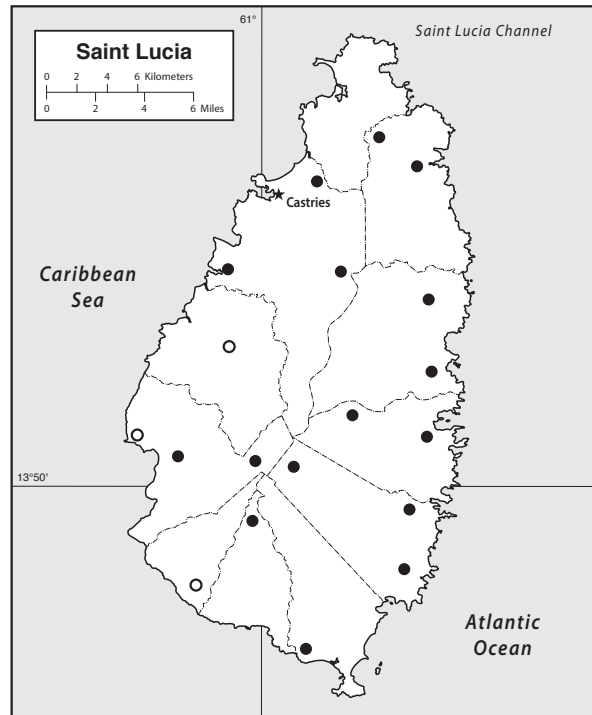 61°
Saint Lucia Channel
Saint Lucia
0 2 4 6 Kilometers
0 2 4 6 Miles
Castries
Caribbean
Sea
13°50'
Atlantic
Ocean